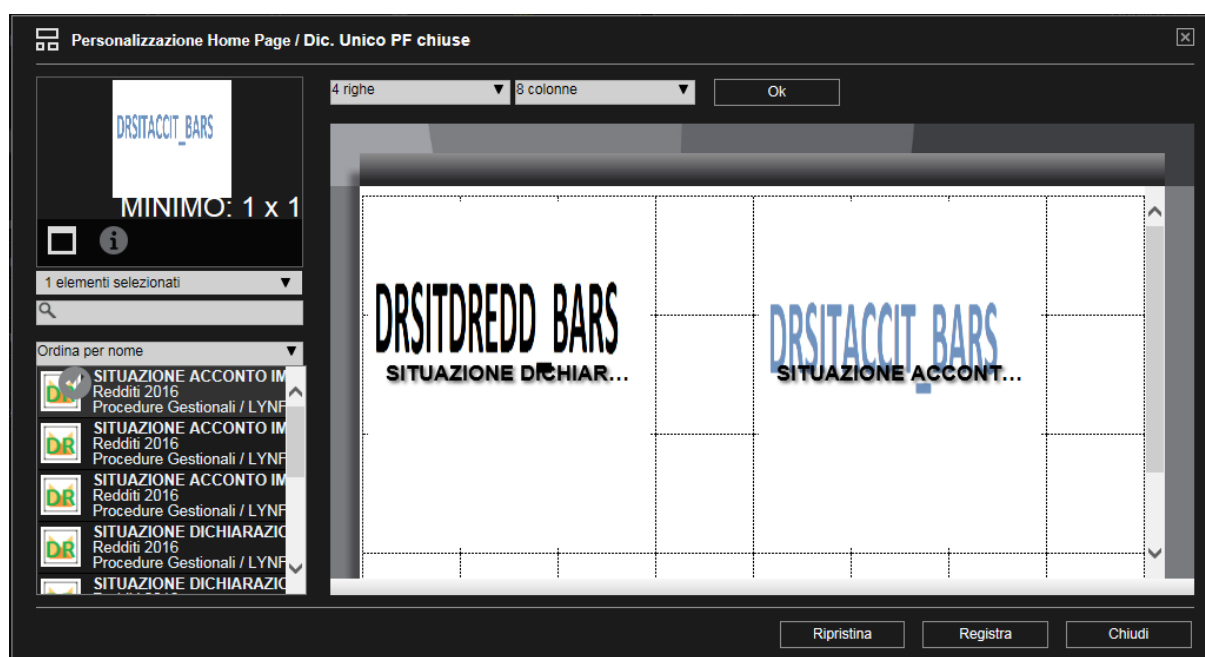 Personalizzazione Home Page / Dic. Unico PF chiuse
DRSITACCIT_BARS
MINIMO: 1 x 1
i
1 elementi selezionati
Ordina per nome
SITUAZIONE ACCONTO IM
Redditi 2016
Procedure Gestionali / LYNF
DR
SITUAZIONE ACCONTO IM
Redditi 2016
Procedure Gestionali / LYNF
DR
SITUAZIONE ACCONTO IM
Redditi 2016
Procedure Gestionali / LYNF
DR
SITUAZIONE DICHIARAZIO
Redditi 2016
Procedure Gestionali / LYNF
SITUAZIONE DICHIARAZIO
4 righe
8 colonne
Ok
DRSITDREDD_BARS
SITUAZIONE DICHIAR...
DRSITACCIT_BARS
SITUAZIONE ACCONT...
Ripristina
Registra
Chiudi